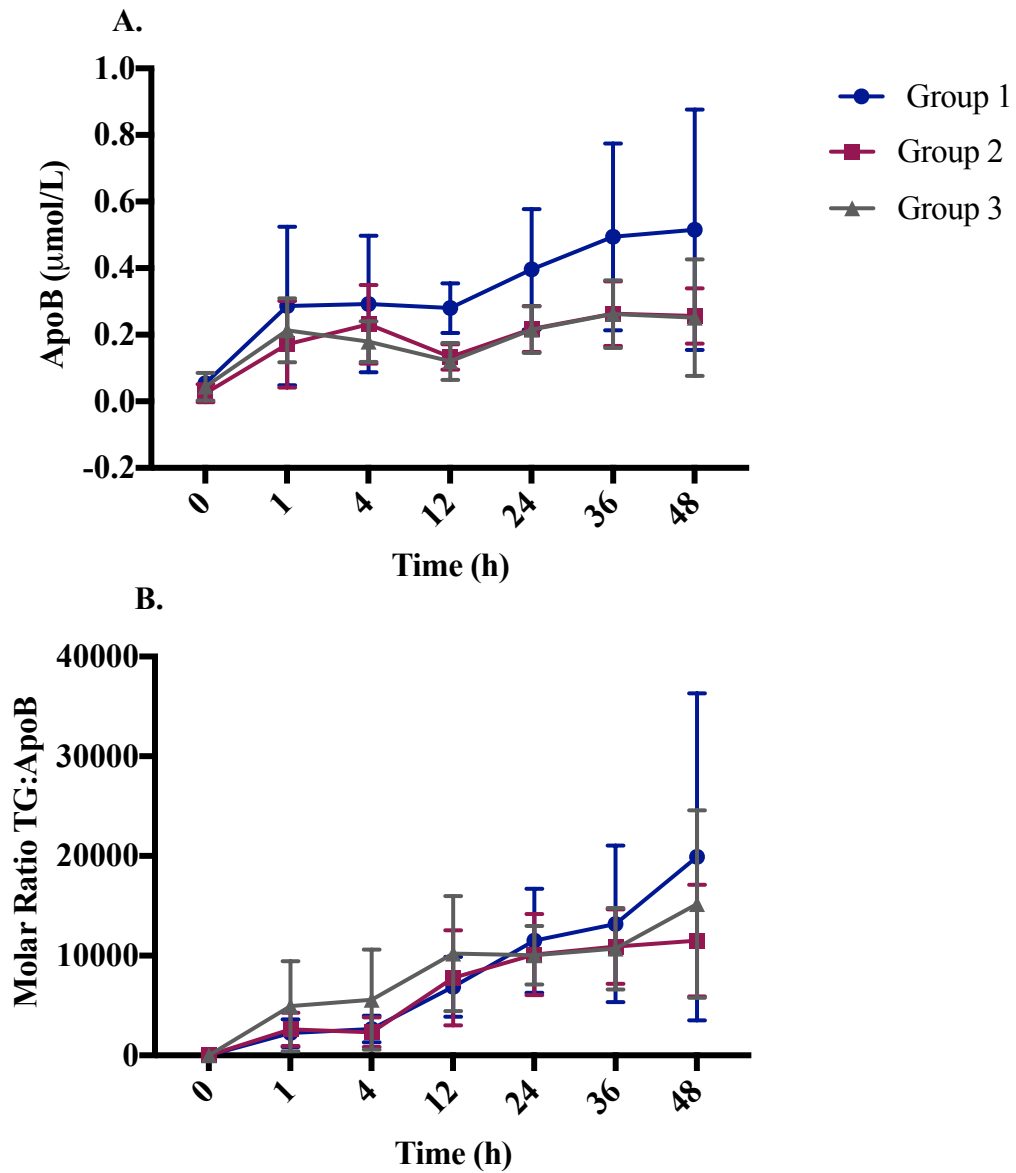 A.
1.0
0.8
0.6
0.4
0.2
0.0
-0.2
ApoB (µmol/L)
0 1 4 12 24 36 48
Time (h)
Group 1
Group 2
Group 3
B.
40000
30000
20000
10000
0
Molar Ratio TG:ApoB
0 1 4 12 24 36 48
Time (h)